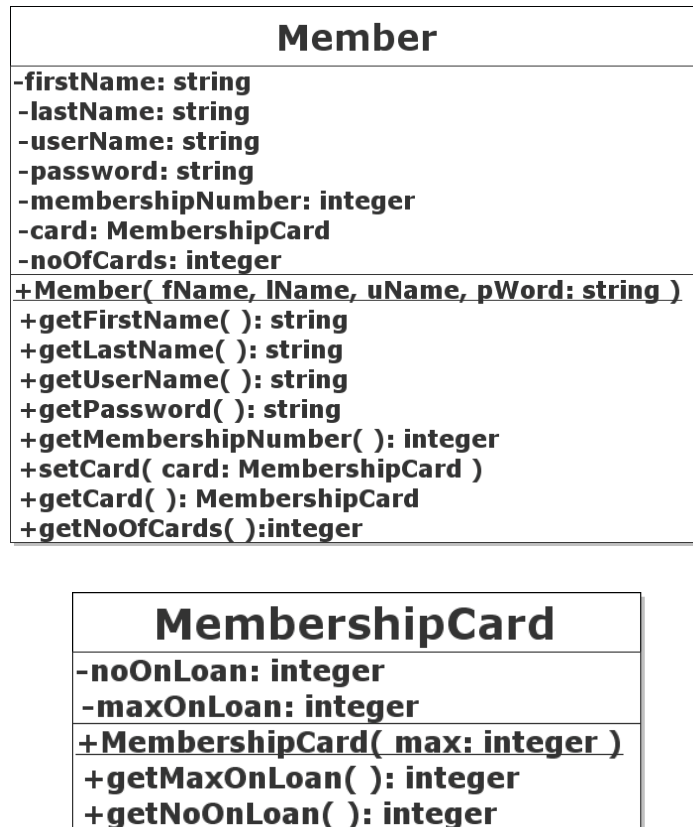 Member
-firstName: string
-lastName: string
-userName: string
-password: string
-membershipNumber: integer
-card: MembershipCard
-noOfCards: integer
+Member( fName, lName, uName, pWord: string )
+getFirstName( ): string
+getLastName( ): string
+getUserName( ): string
+getPassword( ): string
+getMembershipNumber( ): integer
+setCard( card: MembershipCard )
+getCard( ): MembershipCard
+getNoOfCards( ):integer
MembershipCard
-noOnLoan: integer
-maxOnLoan: integer
+MembershipCard( max: integer )
+getMaxOnLoan( ): integer
+getNoOnLoan( ): integer